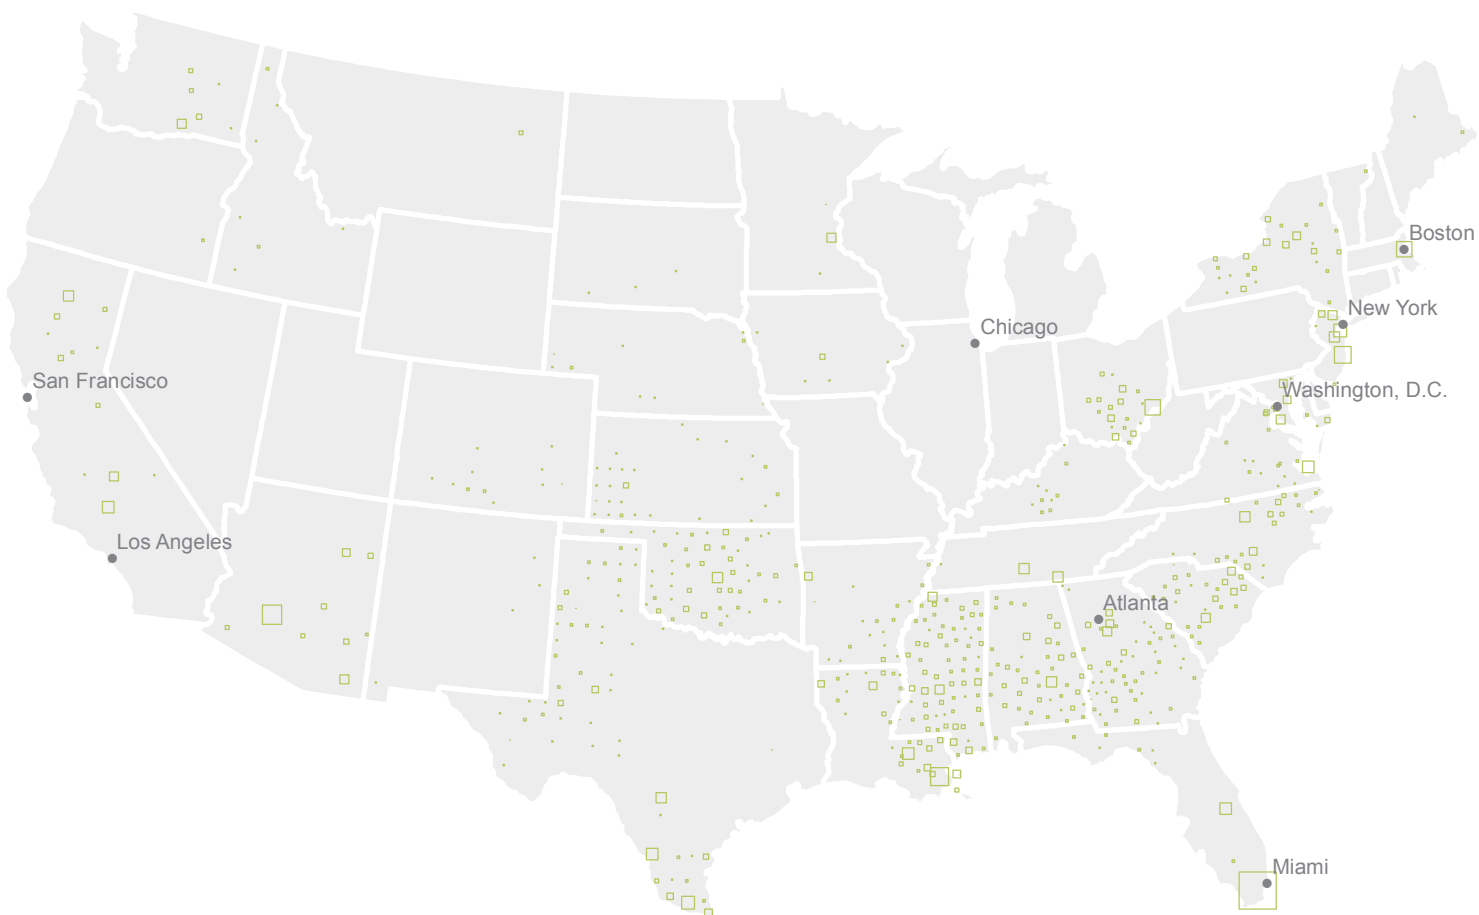 Boston
New York
Chicago
San Francisco
Washington, D.C.
Los Angeles
Atlanta
Miami